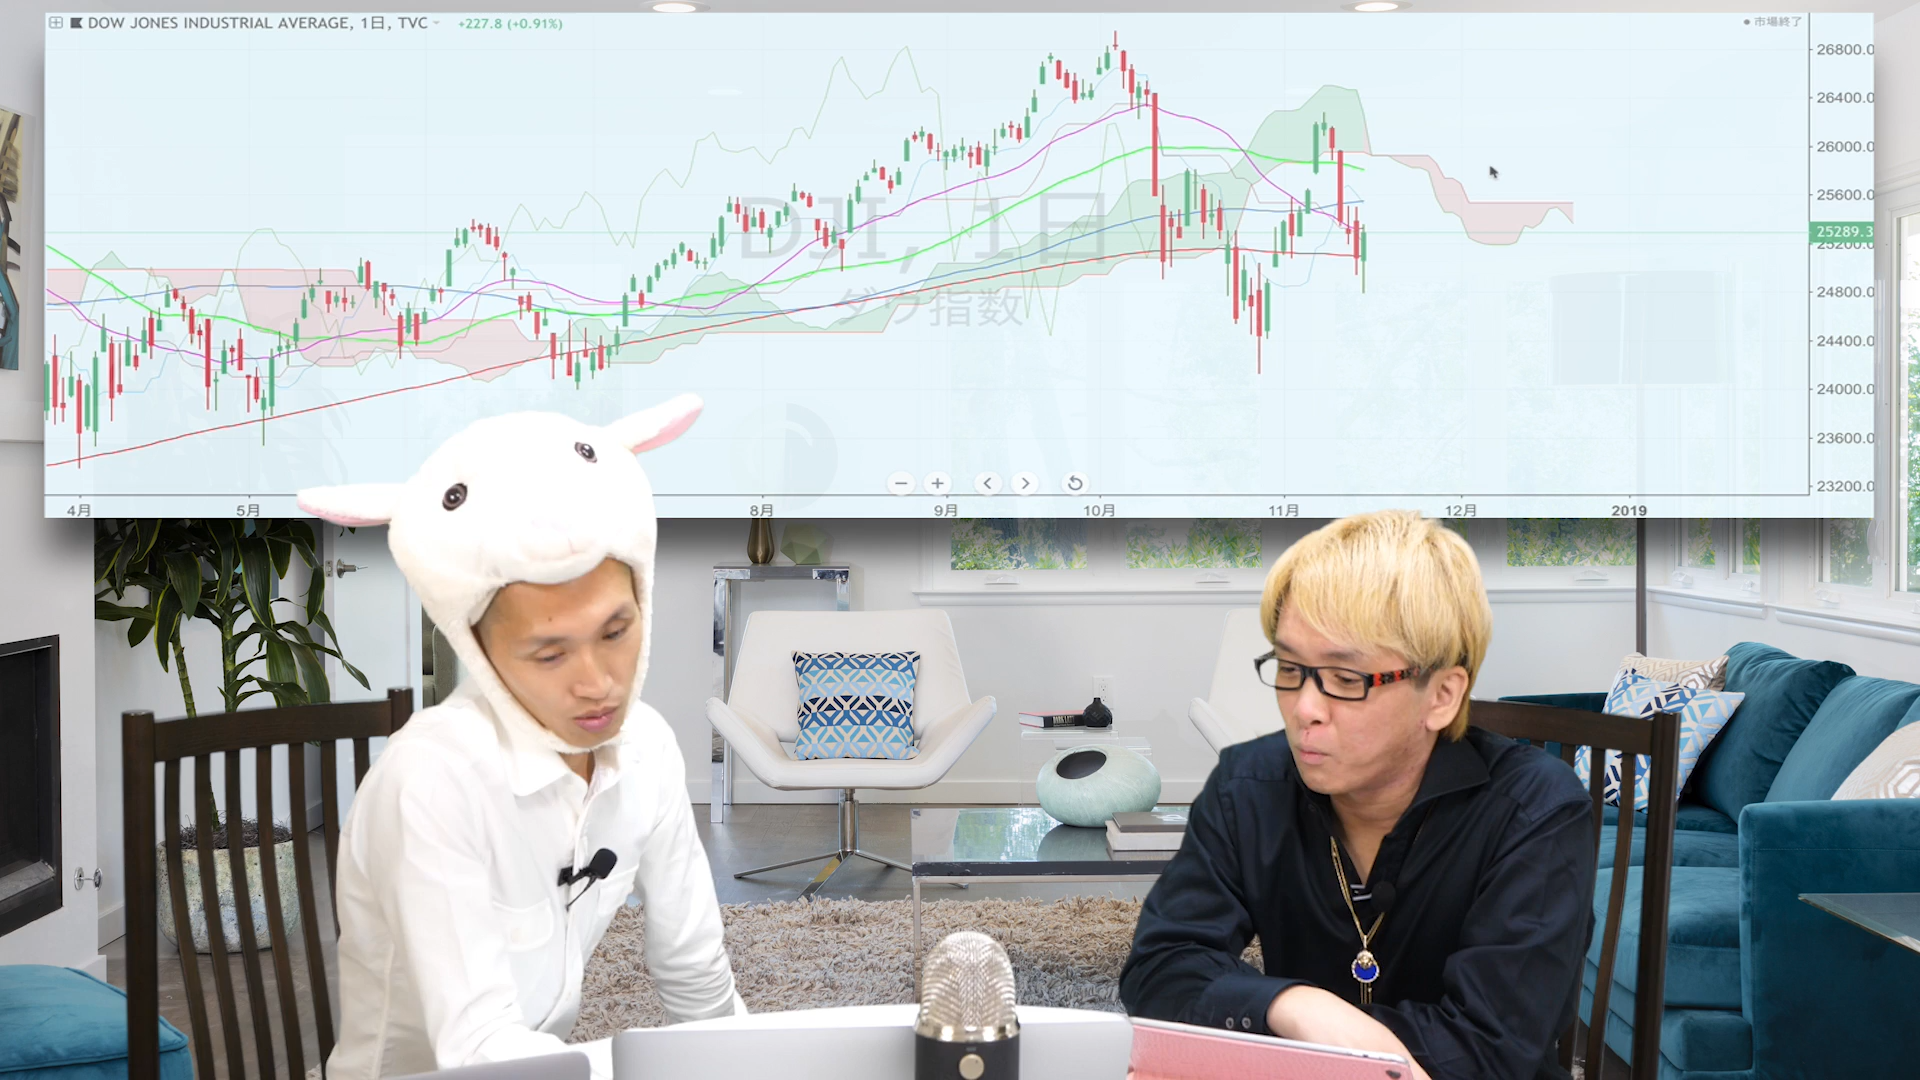 DOW JONES INDUSTRIAL AVERAGE, 1日, TVC
+227.8 (+0.91%)
市場終了
26800.0
26400.0
26000.0
25600.0
25289.3
25200.0
24800.0
24400.0
24000.0
23600.0
23200.0
DJI, 1日
ダウ指数
4月
5月
8月
9月
10月
11月
12月
2019